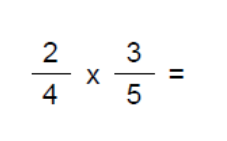 2/4 x 3/5 =